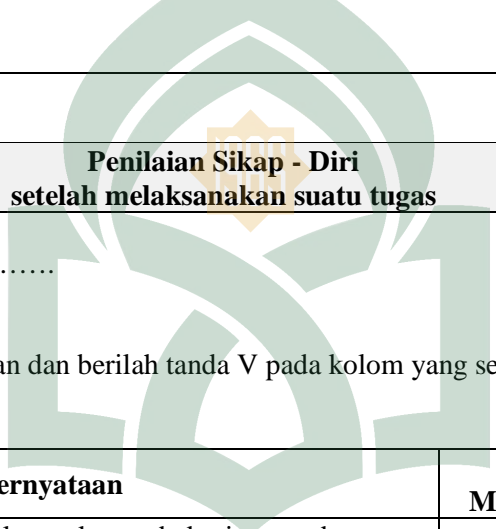 Penilaian Sikap - Diri
setelah melaksanakan suatu tugas
…….
an dan berilah tanda V pada kolom yang se
ernyataan
M